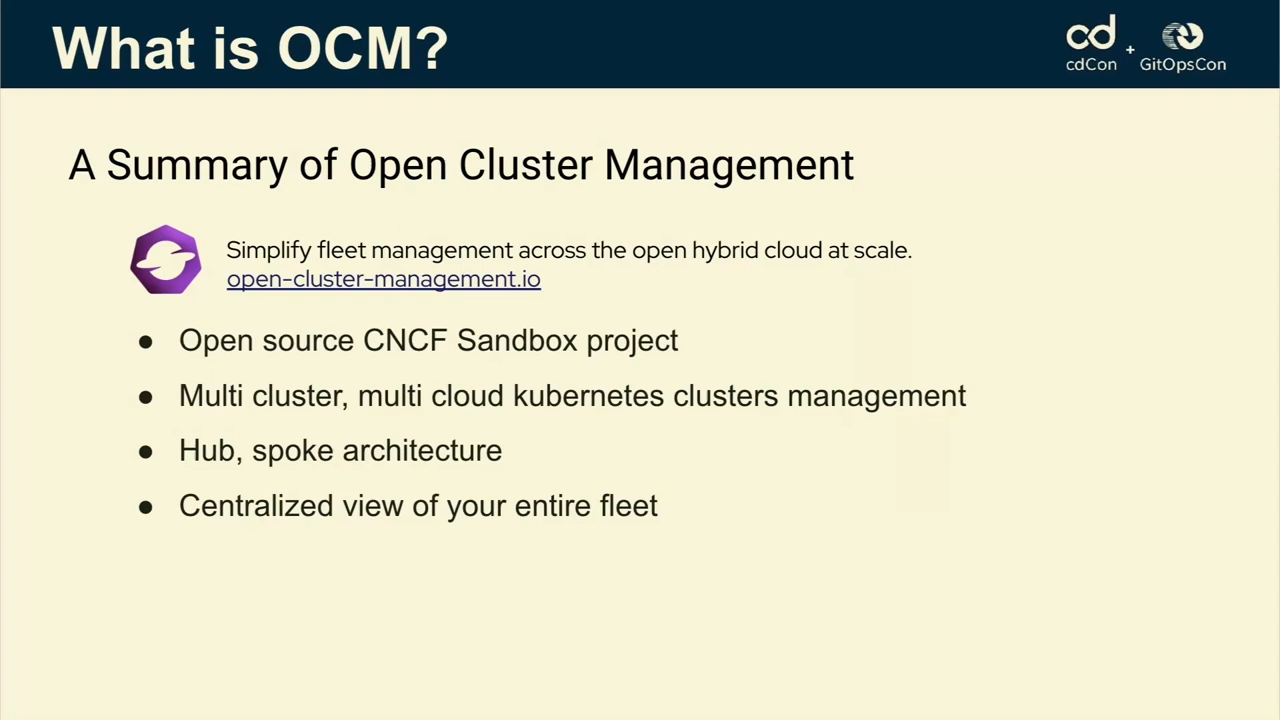 What is OCM?
cd
cdCon
+
GitOpsCon
A Summary of Open Cluster Management
Simplify fleet management across the open hybrid cloud at scale.
open-cluster-management.io
● Open source CNCF Sandbox project
● Multi cluster, multi cloud kubernetes clusters management
● Hub, spoke architecture
● Centralized view of your entire fleet